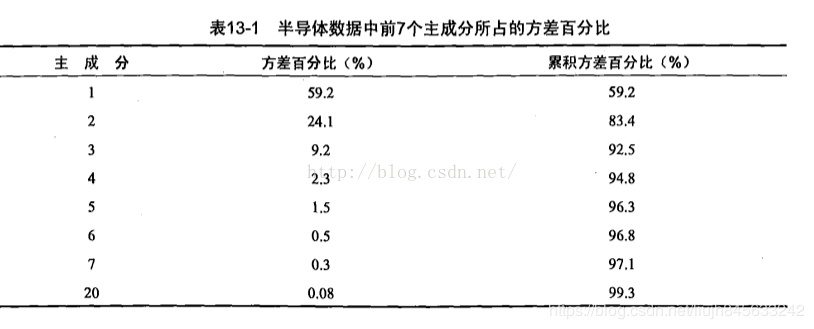 表13-1 半导体数据中前7个主成分所占的方差百分比
主 成 分 方差百分比(%) 累积方差百分比(%)
1 59.2 59.2
2 24.1 83.4
3 9.2 92.5
http://blog.csdn.net/
4 2.3 94.8
5 1.5 96.3
6 0.5 96.8
7 0.3 97.1
20 0.08 99.3
https://blog.csdn.net/liujh845633242